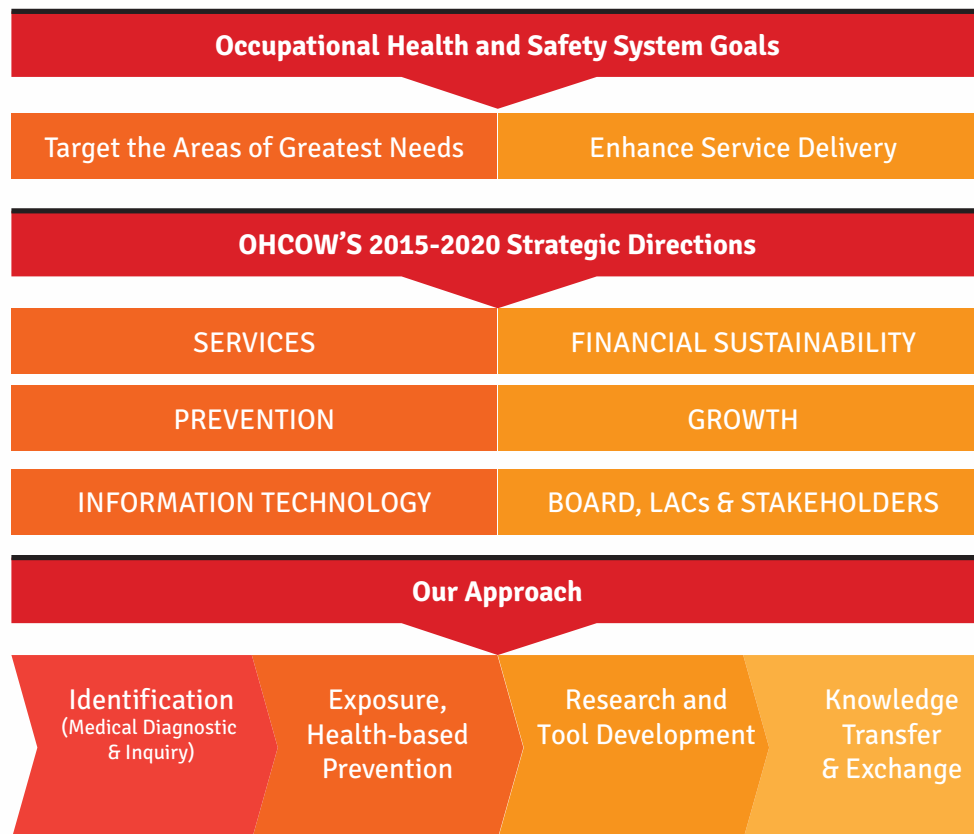 Occupational Health and Safety System Goals
Target the Areas of Greatest Needs
Enhance Service Delivery
OHCOW’S 2015-2020 Strategic Directions
SERVICES
FINANCIAL SUSTAINABILITY
PREVENTION
GROWTH
INFORMATION TECHNOLOGY
BOARD, LACs & STAKEHOLDERS
Our Approach
Identification
(Medical Diagnostic
& Inquiry)
Exposure,
Health-based
Prevention
Research and
Tool Development
Knowledge
Transfer
& Exchange